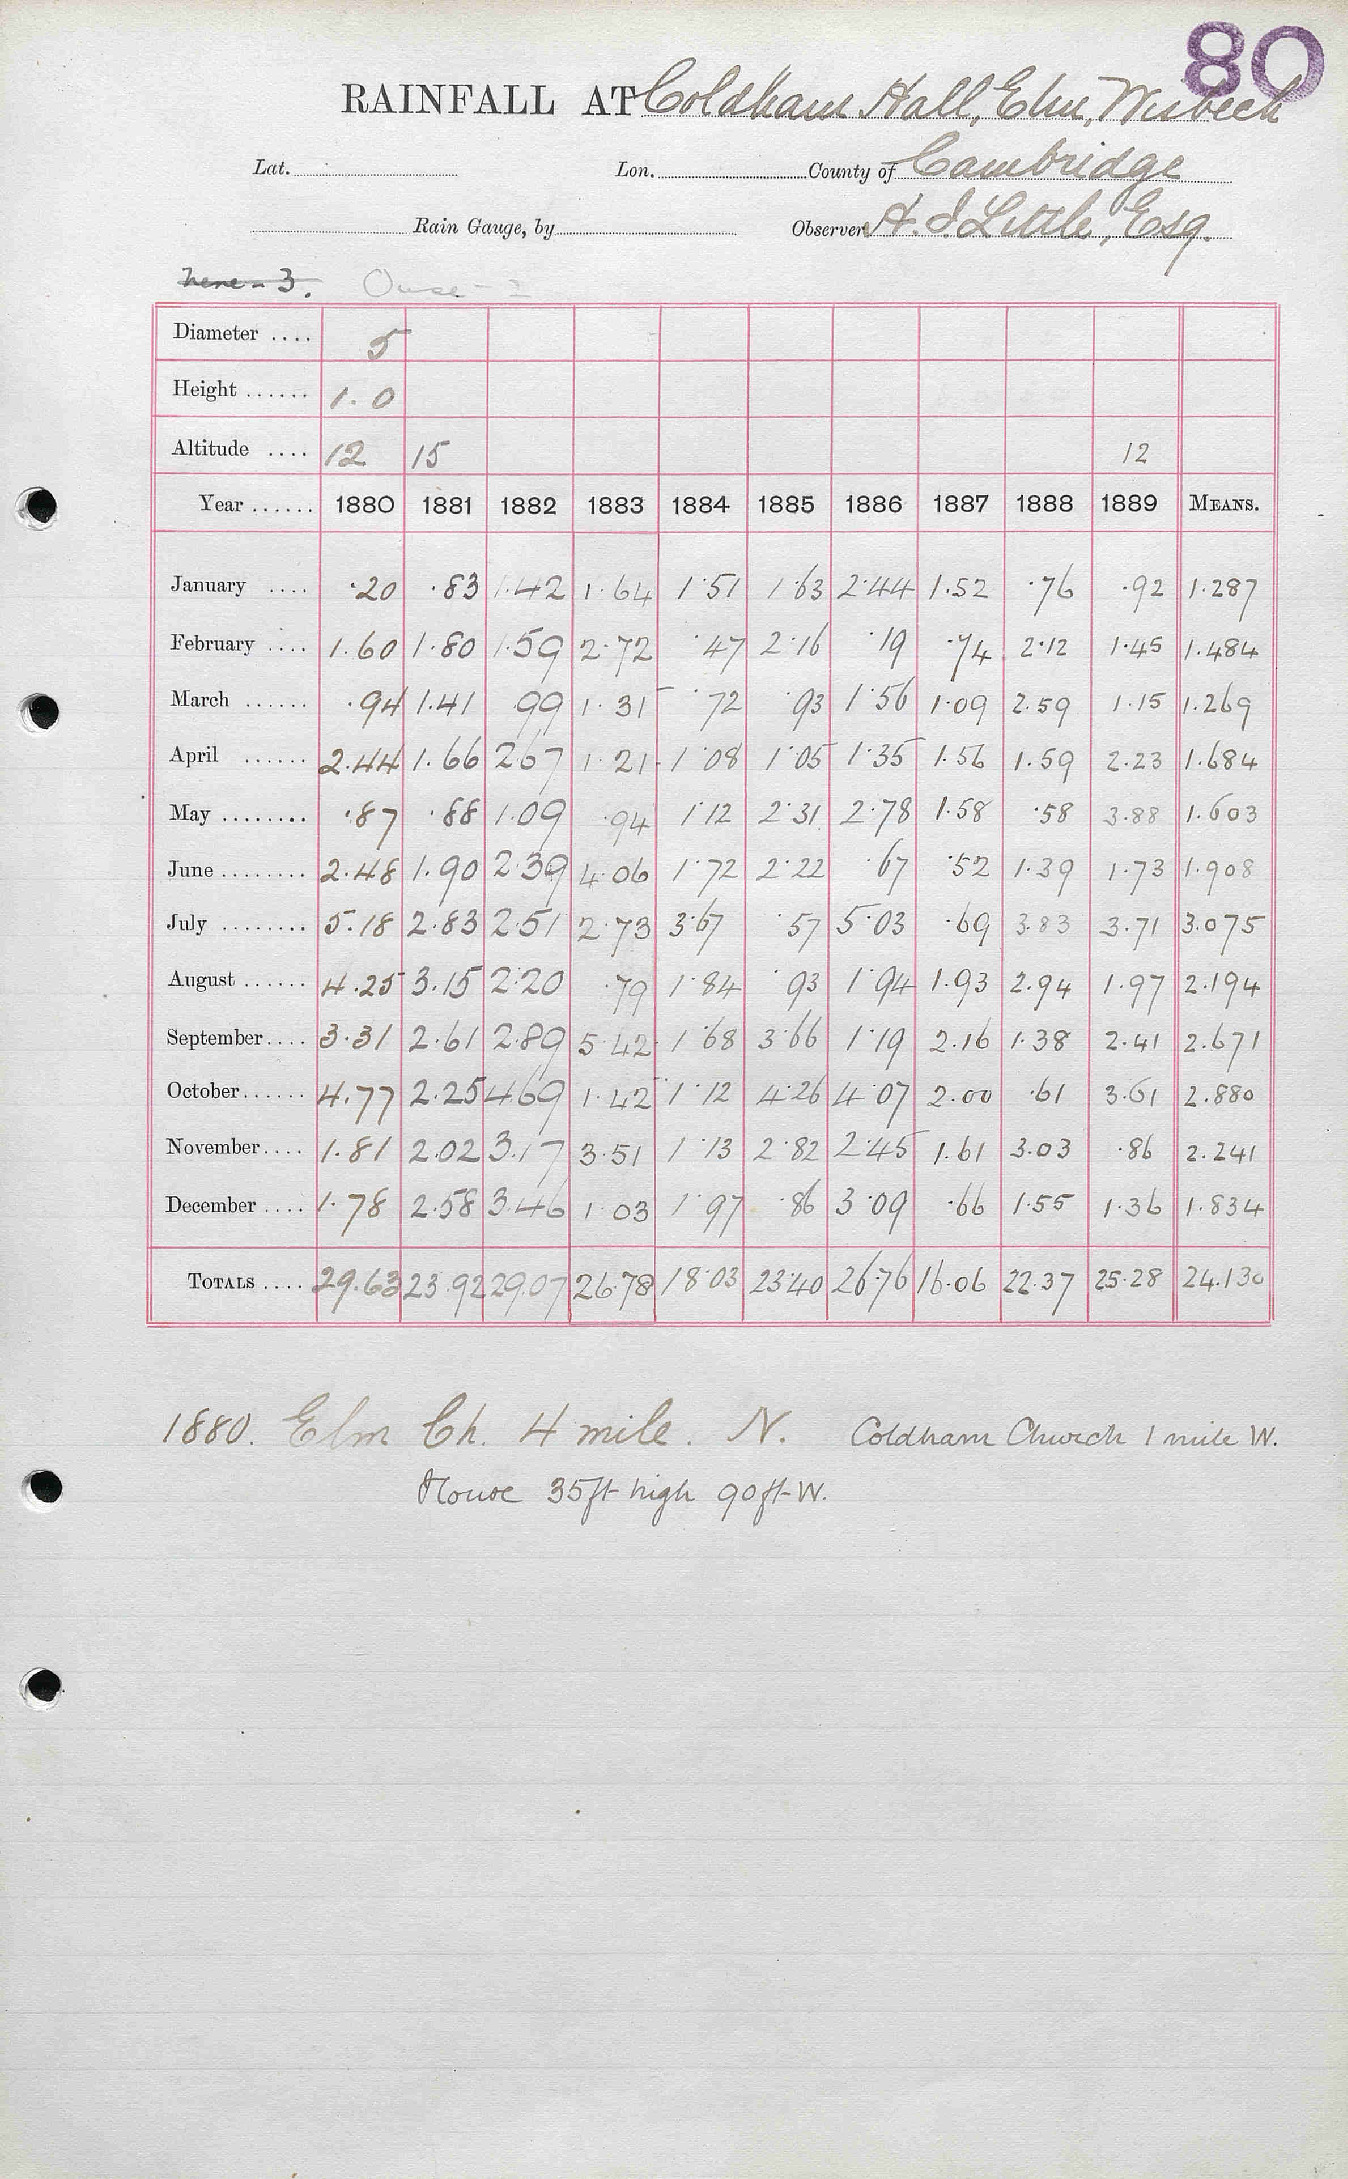 80
RAINFALL AT Coldham Hall, Elm, Wisbech
Lat. Lon. County of Cambridge
Rain Gauge, by Observer A. J. Little, Esq.
Nene - 3. Ouse -
Diameter .... 5
Height ...... 1.0
Altitude .... 12 15 12
Year ...... 1880 1881 1882 1883 1884 1885 1886 1887 1888 1889 MEANS.
January .... .20 .83 1.42 1.64 1.51 1.63 2.44 1.52 .76 .92 1.287
February .... 1.60 1.80 1.59 2.72 .47 2.16 .19 .74 2.12 1.45 1.484
March ...... .94 1.41 .99 1.31 .72 .93 1.56 1.09 2.59 1.15 1.269
April ...... 2.44 1.66 2.67 1.21 1.08 1.05 1.35 1.56 1.59 2.23 1.684
May ........ .87 .88 1.09 .94 1.12 2.31 2.78 1.58 .58 3.88 1.603
June ........ 2.48 1.90 2.39 4.06 1.72 2.22 .67 .52 1.39 1.73 1.908
July ........ 5.18 2.83 2.51 2.73 3.67 .57 5.03 .69 3.83 3.71 3.075
August ...... 4.25 3.15 2.20 .79 1.84 .93 1.94 1.93 2.94 1.97 2.194
September.... 3.31 2.61 2.89 5.42 1.68 3.66 1.19 2.16 1.38 2.41 2.671
October...... 4.77 2.25 4.69 1.42 1.12 4.26 4.07 2.00 .61 3.61 2.880
November.... 1.81 2.02 3.17 3.51 1.13 2.82 2.45 1.61 3.03 .86 2.241
December .... 1.78 2.58 3.46 1.03 1.97 .86 3.09 .66 1.55 1.36 1.834
TOTALS .... 29.63 23.92 29.07 26.78 18.03 23.40 26.76 16.06 22.37 25.28 24.130
1880. Elm Ch. 4 mile. N. Coldham Church 1 mile W.
House 35ft high 90ft W.